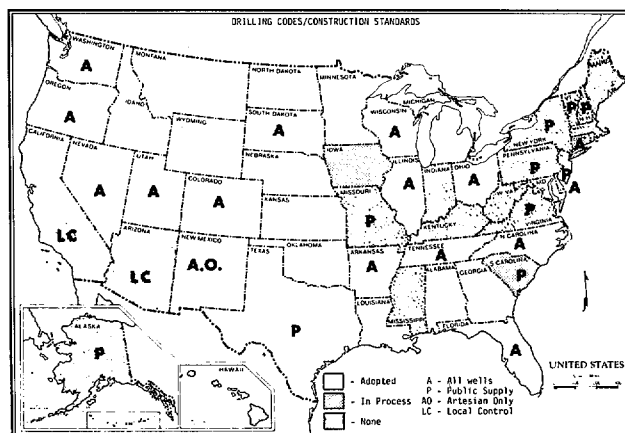 DRILLING CODES/CONSTRUCTION STANDARDS
WASHINGTON
A
MONTANA
NORTH DAKOTA
MINNESOTA
OREGON
A
IDAHO
WYOMING
SOUTH DAKOTA
A
WISCONSIN
A
MICHIGAN
NEW YORK
P
P
P
CALIFORNIA
NEVADA
A
UTAH
A
COLORADO
A
NEBRASKA
IOWA
ILLINOIS
A
INDIANA
OHIO
A
PENNSYLVANIA
P
P
A
A
KANSAS
MISSOURI
P
KENTUCKY
W VA
VIRGINIA
P
LC
ARIZONA
LC
NEW MEXICO
A.O.
TEXAS
P
OKLAHOMA
ARKANSAS
A
TENNESSEE
A
N CAROLINA
A
S CAROLINA
P
LOUISIANA
MISSISSIPPI
ALABAMA
GEORGIA
FLORIDA
A
ALASKA
P
HAWAII
- Adopted
- In Process
- None
A - All wells
P - Public Supply
AO - Artesian Only
LC - Local Control
UNITED STATES